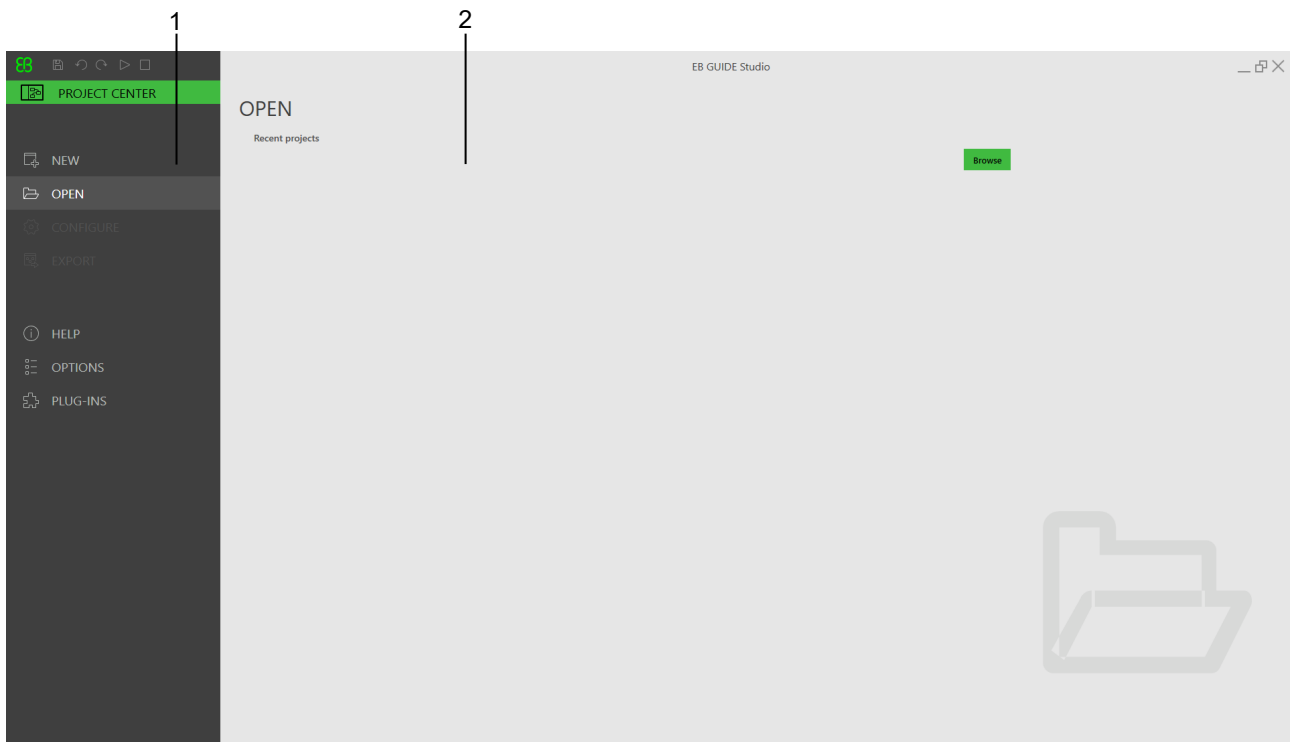 1
2
EB
EB GUIDE Studio
PROJECT CENTER
OPEN
Recent projects
Browse
NEW
OPEN
CONFIGURE
EXPORT
HELP
OPTIONS
PLUG-INS